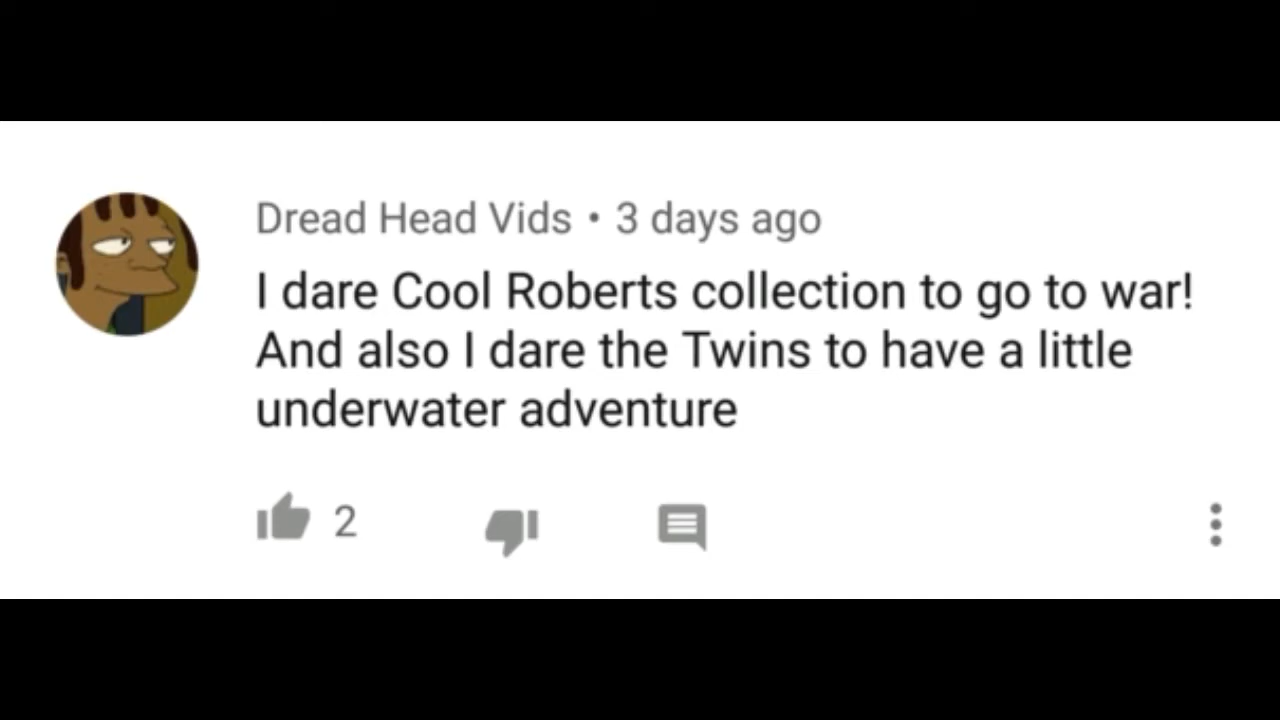 Dread Head Vids • 3 days ago
I dare Cool Roberts collection to go to war!
And also I dare the Twins to have a little
underwater adventure
2